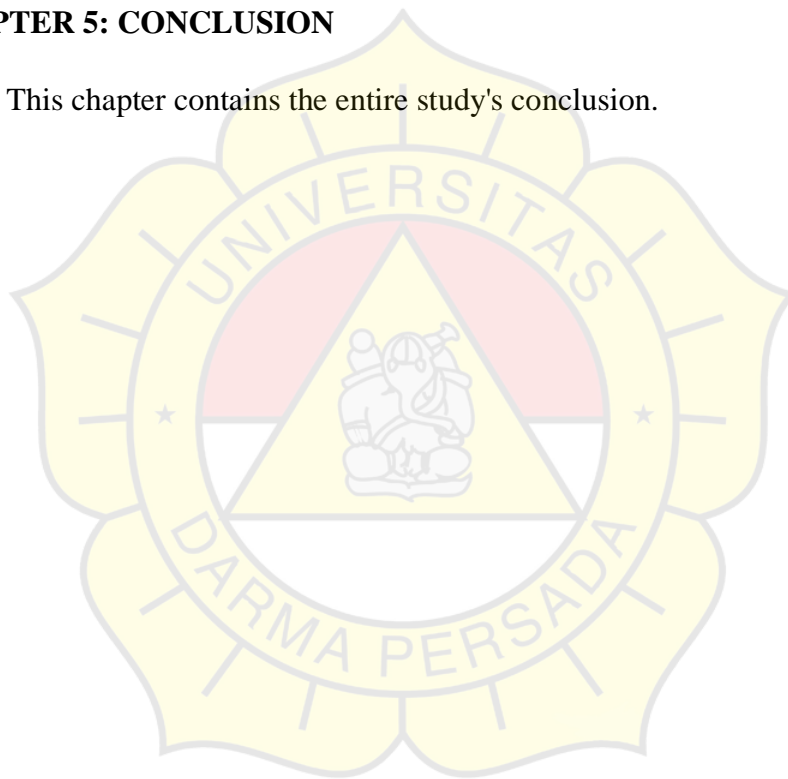 PTER 5: CONCLUSION
This chapter contains the entire study's conclusion.
UNIVERSITAS
DARMA PERSADA